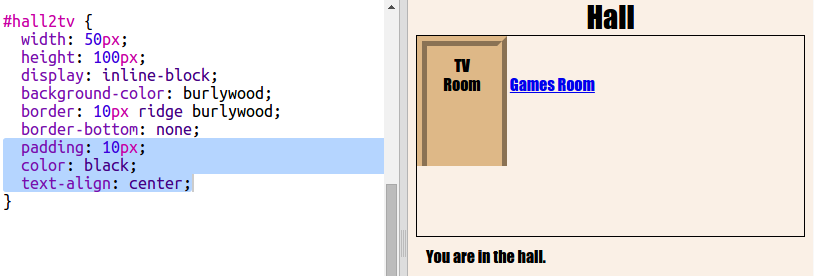 #hall2tv {
width: 50px;
height: 100px;
display: inline-block;
background-color: burlywood;
border: 10px ridge burlywood;
border-bottom: none;
padding: 10px;
color: black;
text-align: center;
}
Hall
TV
Room
Games Room
You are in the hall.